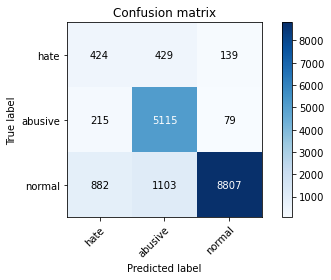 Confusion matrix
hate 424 429 139
abusive 215 5115 79
normal 882 1103 8807
hate abusive normal
True label
Predicted label
9000
8000
7000
6000
5000
4000
3000
2000
1000